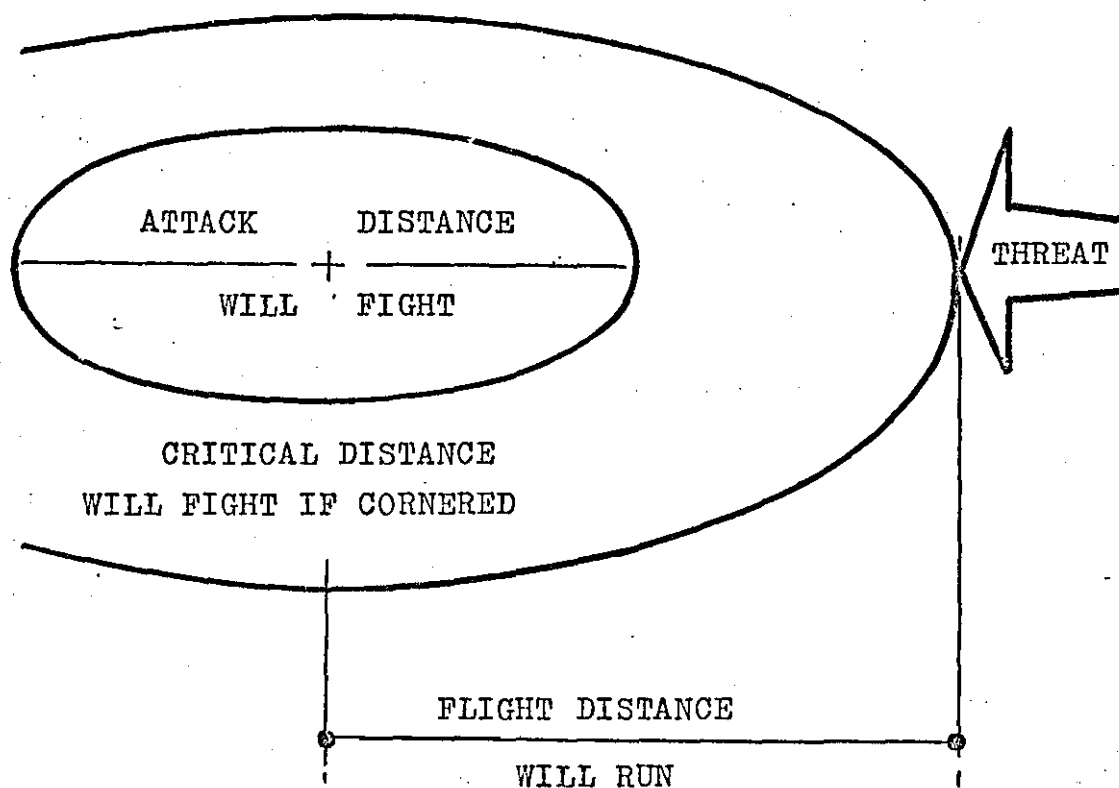 ATTACK DISTANCE
WILL FIGHT
THREAT
CRITICAL DISTANCE
WILL FIGHT IF CORNERED
FLIGHT DISTANCE
WILL RUN